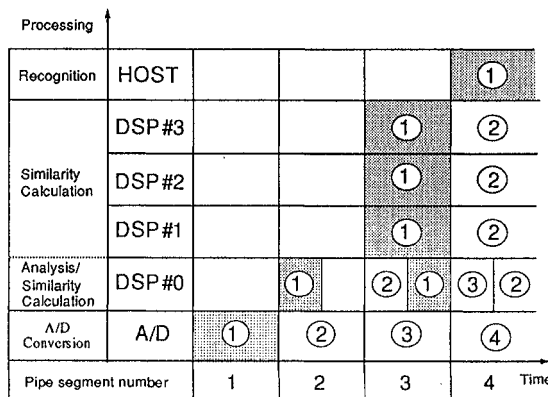 Processing
Recognition HOST ①
DSP#3 ① ②
Similarity Calculation DSP#2 ① ②
DSP#1 ① ②
Analysis/ Similarity Calculation DSP#0 ① ② ① ③ ②
A/D Conversion A/D ① ② ③ ④
Pipe segment number 1 2 3 4 Time